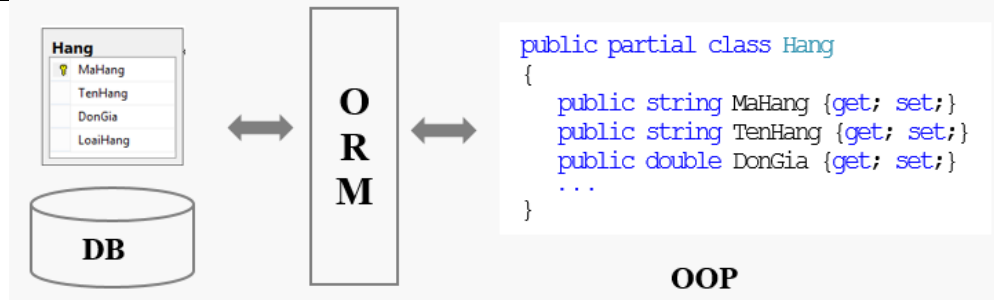 Hang
MaHang
TenHang
DonGia
LoaiHang
DB
O
R
M
public partial class Hang
{
public string MaHang {get; set;}
public string TenHang {get; set;}
public double DonGia {get; set;}
...
}
OOP